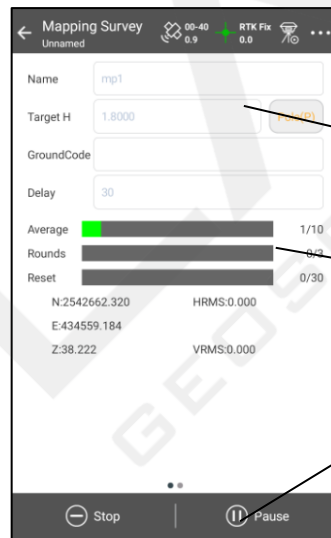 Mapping Survey
Unnamed
00-40
0.9
RTK Fix
0.0
Name mp1
Target H 1.8000
GroundCode
Delay 30
Average 1/10
Rounds 0/3
Reset 0/30
N:2542662.320 HRMS:0.000
E:434559.184
Z:38.222 VRMS:0.000
Stop
Pause